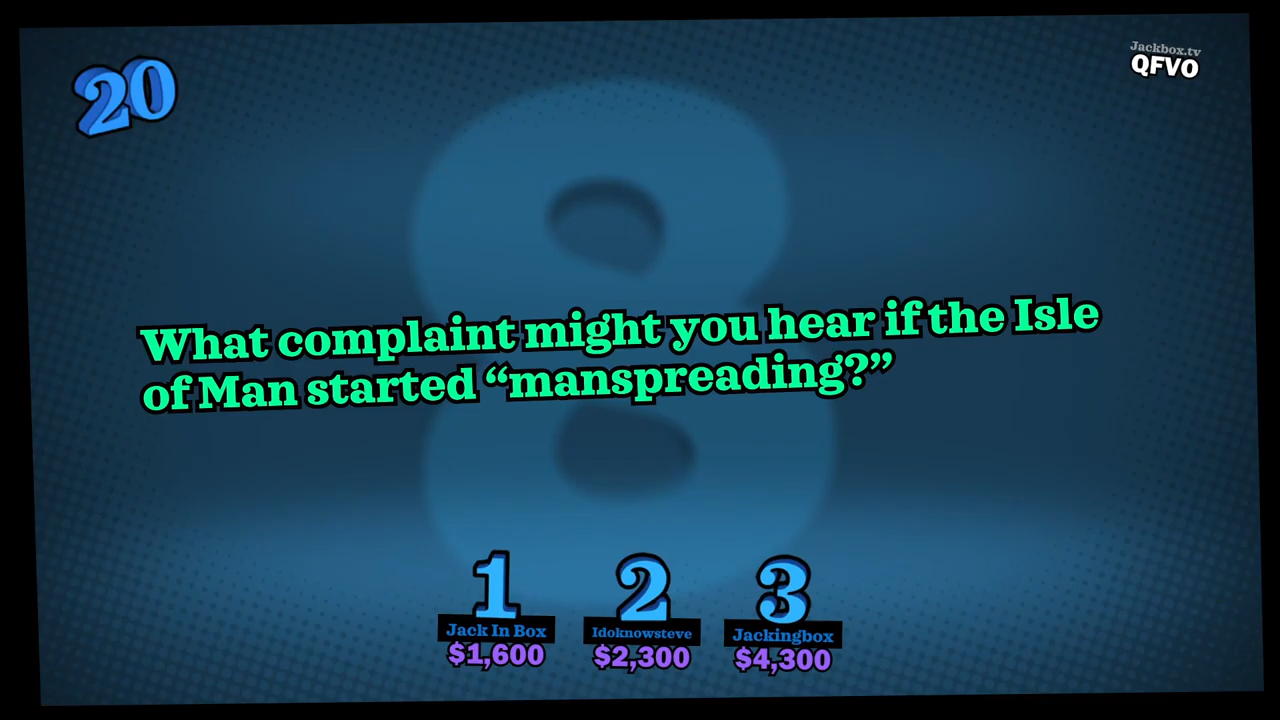 20
Jackbox.tv
QFVO
What complaint might you hear if the Isle
of Man started “manspreading?”
8
1 2 3
Jack In Box Idoknowsteve Jackingbox
$1,600 $2,300 $4,300